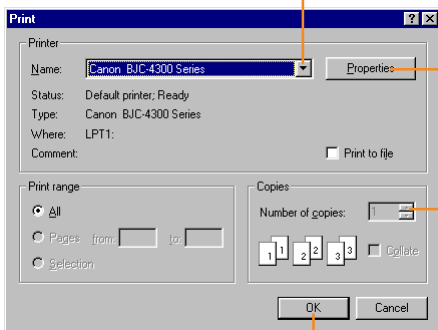 Print
Printer
Name: Canon BJC-4300 Series Properties
Status: Default printer; Ready
Type: Canon BJC-4300 Series
Where: LPT1:
Comment: Print to file
Print range
All
Pages from: to:
Selection
Copies
Number of copies: 1
1 1 2 2 3 3 Collate
OK Cancel